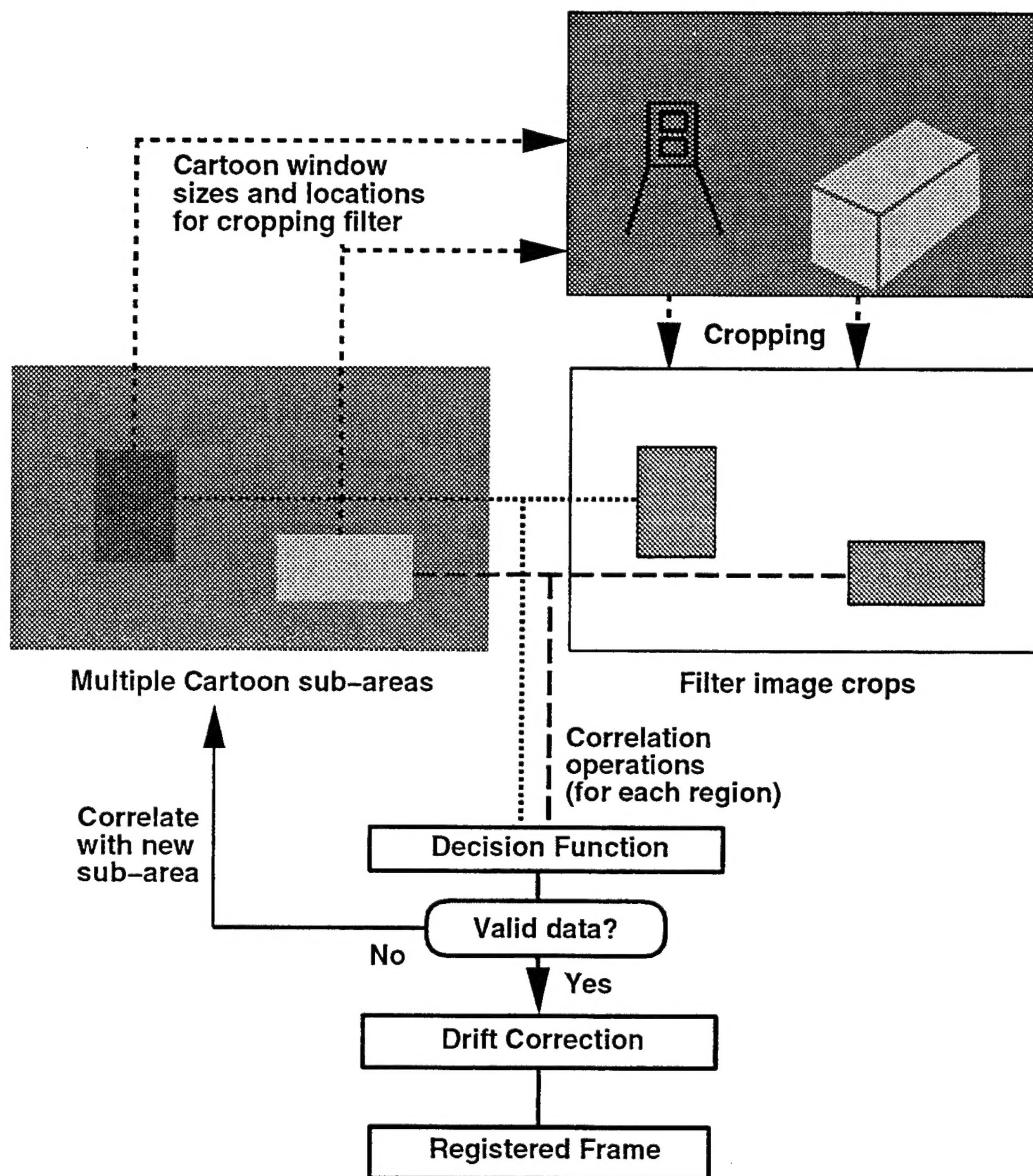 Cartoon window
sizes and locations
for cropping filter
Cropping
Multiple Cartoon sub–areas
Filter image crops
Correlation
operations
(for each region)
Correlate
with new
sub–area
Decision Function
Valid data?
No
Yes
Drift Correction
Registered Frame